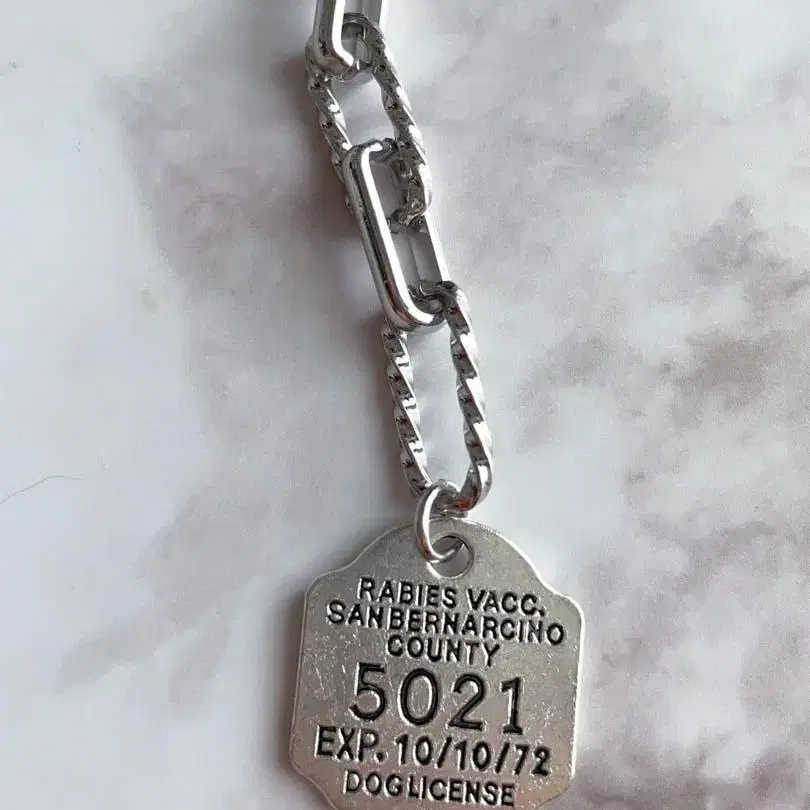 RABIES VACC.
SANBERNARCINO
COUNTY
5021
EXP. 10/10/72
DOGLICENSE